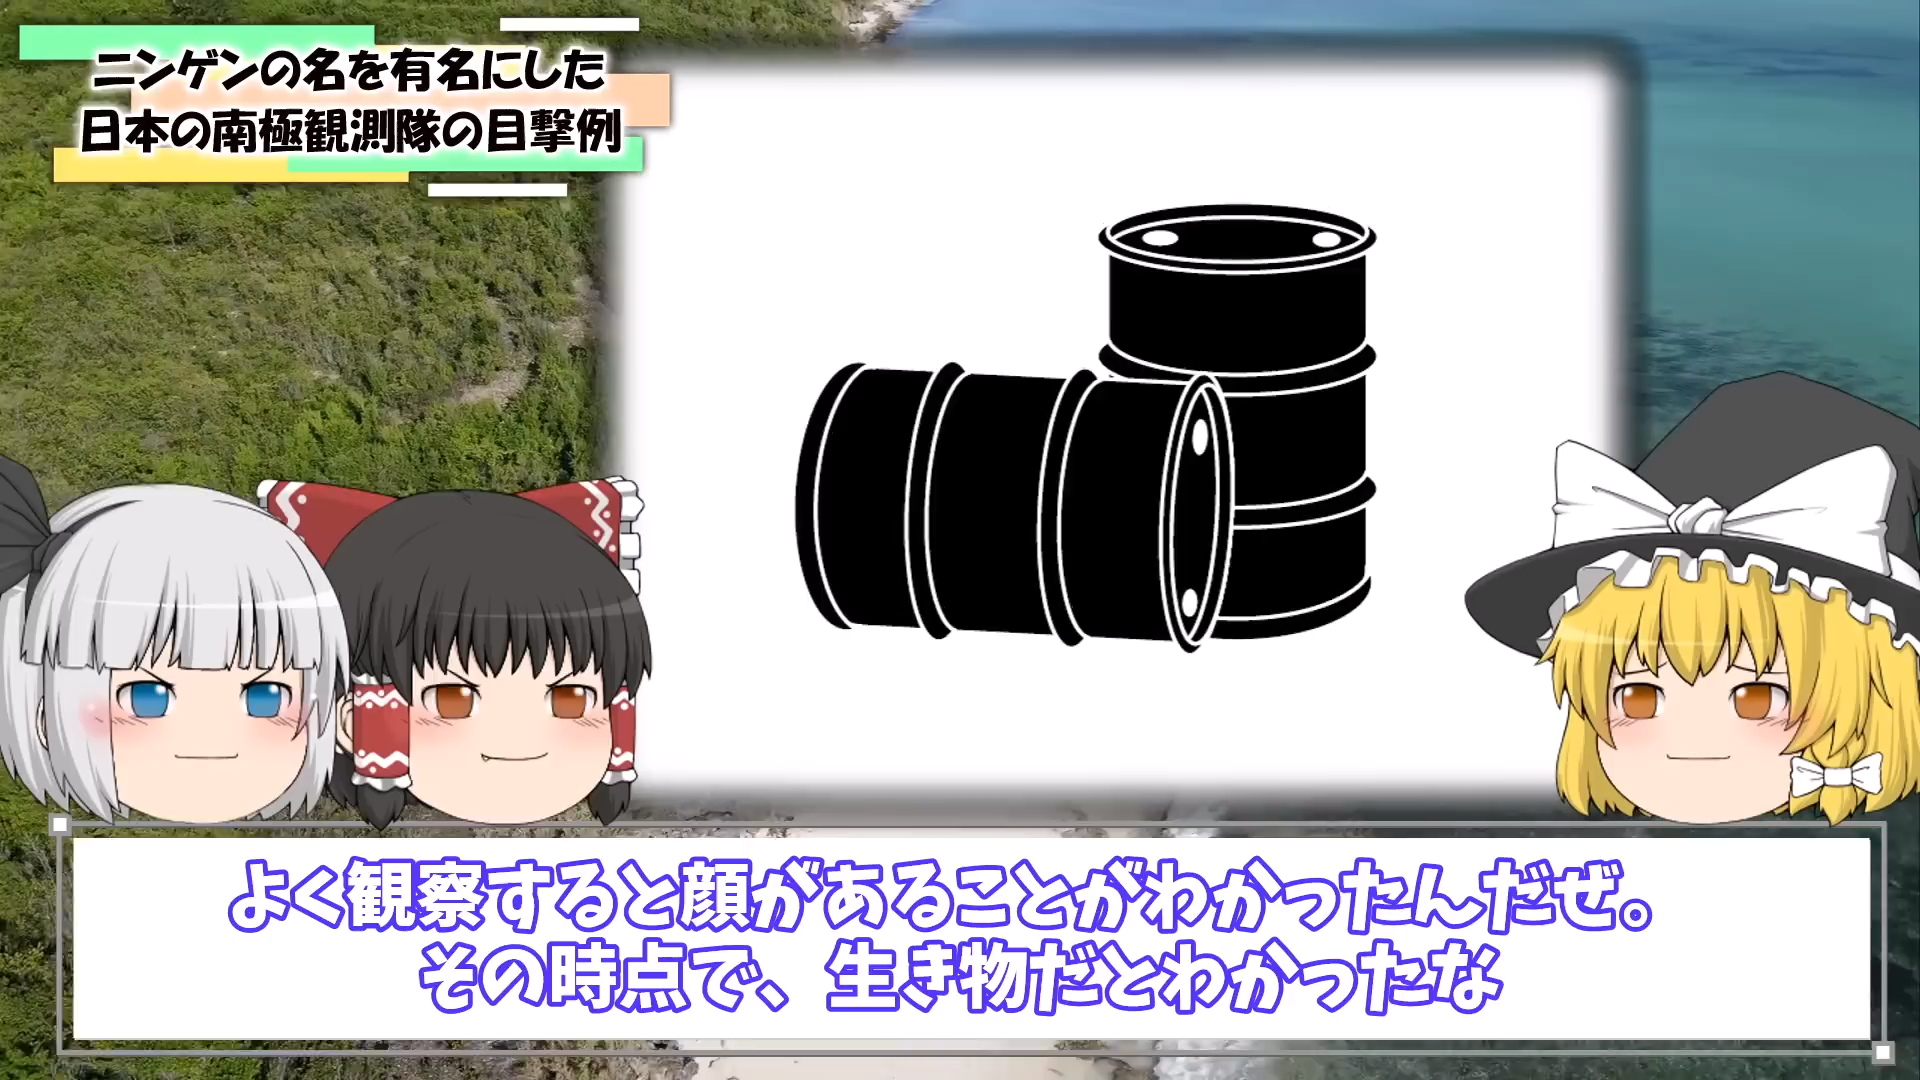 ニンゲンの名を有名にした
日本の南極観測隊の目撃例
よく観察すると顔があることがわかったんだぜ。
その時点で、生き物だとわかったな